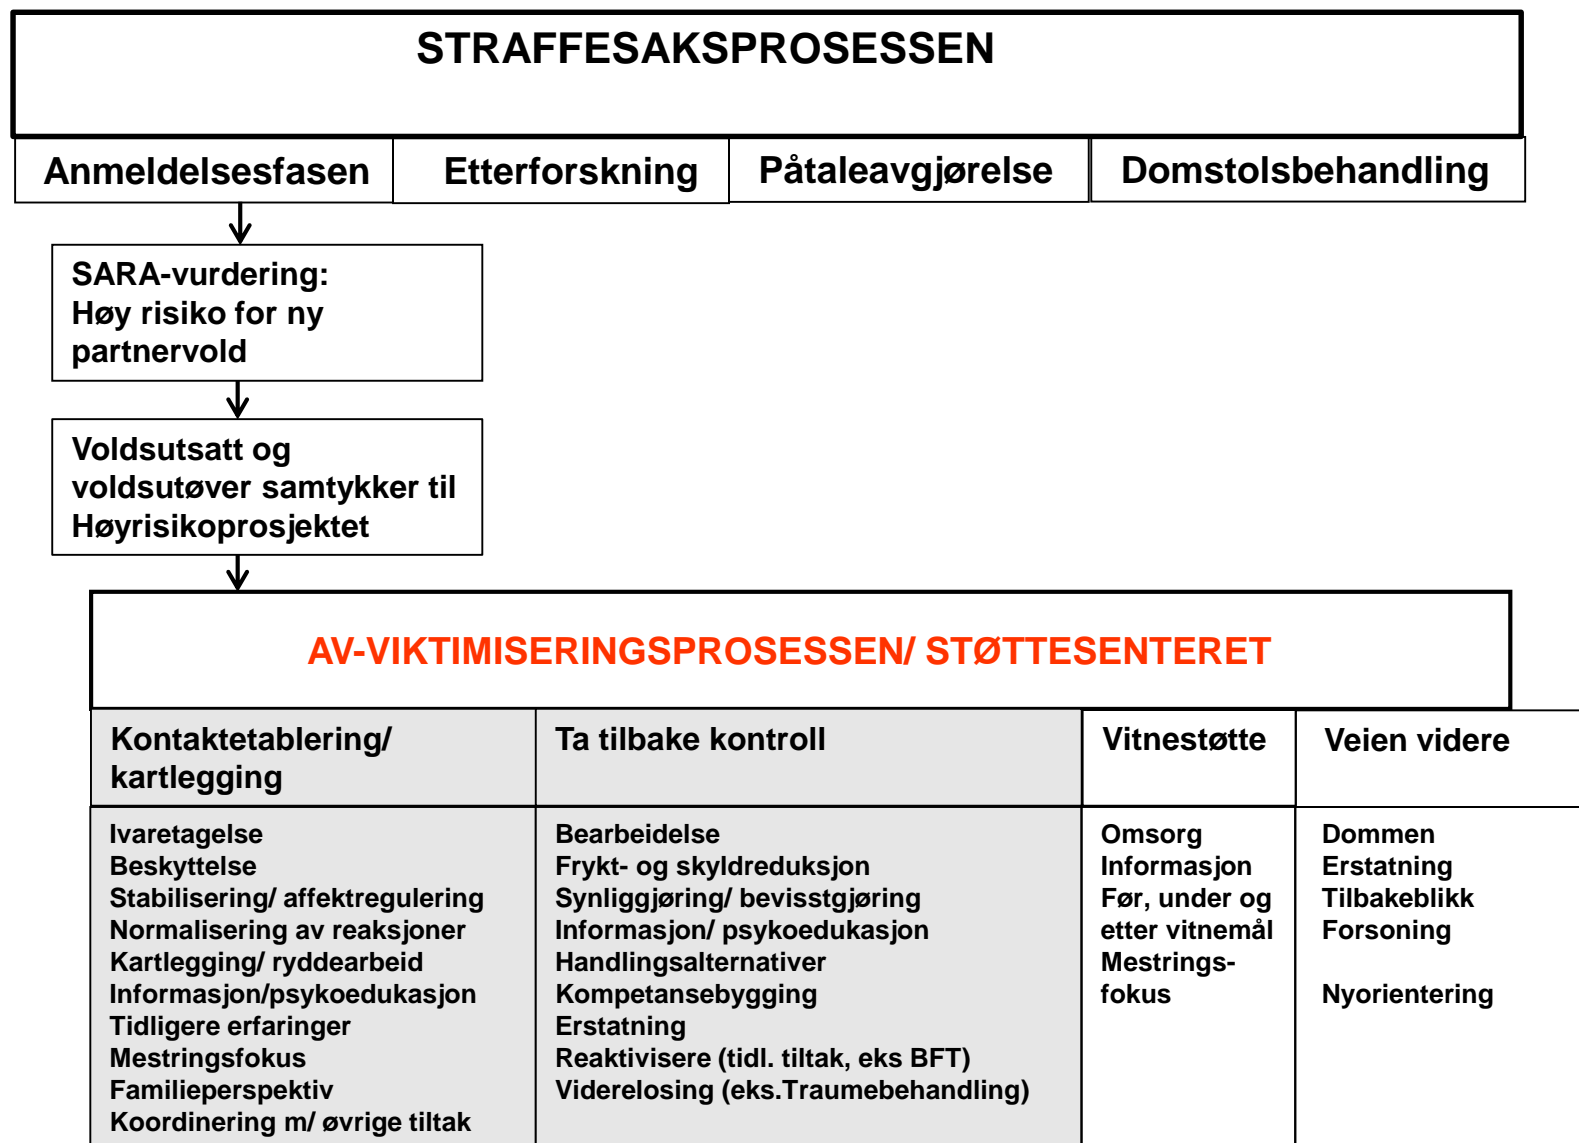 STRAFFESAKSPROSESSEN
Anmeldelsesfasen
Etterforskning
Påtaleavgjørelse
Domstolsbehandling
SARA-vurdering:
Høy risiko for ny
partnervold
Voldsutsatt og
voldsutøver samtykker til
Høyrisikoprosjektet
AV-VIKTIMISERINGSPROSESSEN/ STØTTESENTERET
Kontaktetablering/
kartlegging
Ivaretagelse
Beskyttelse
Stabilisering/ affektregulering
Normalisering av reaksjoner
Kartlegging/ ryddearbeid
Informasjon/psykoedukasjon
Tidligere erfaringer
Mestringsfokus
Familieperspektiv
Koordinering m/ øvrige tiltak
Ta tilbake kontroll
Bearbeidelse
Frykt- og skyldreduksjon
Synliggjøring/ bevisstgjøring
Informasjon/ psykoedukasjon
Handlingsalternativer
Kompetansebygging
Erstatning
Reaktivisere (tidl. tiltak, eks BFT)
Viderelosing (eks.Traumebehandling)
Vitnestøtte
Omsorg
Informasjon
Før, under og
etter vitnemål
Mestrings-
fokus
Veien videre
Dommen
Erstatning
Tilbakeblikk
Forsoning
Nyorientering